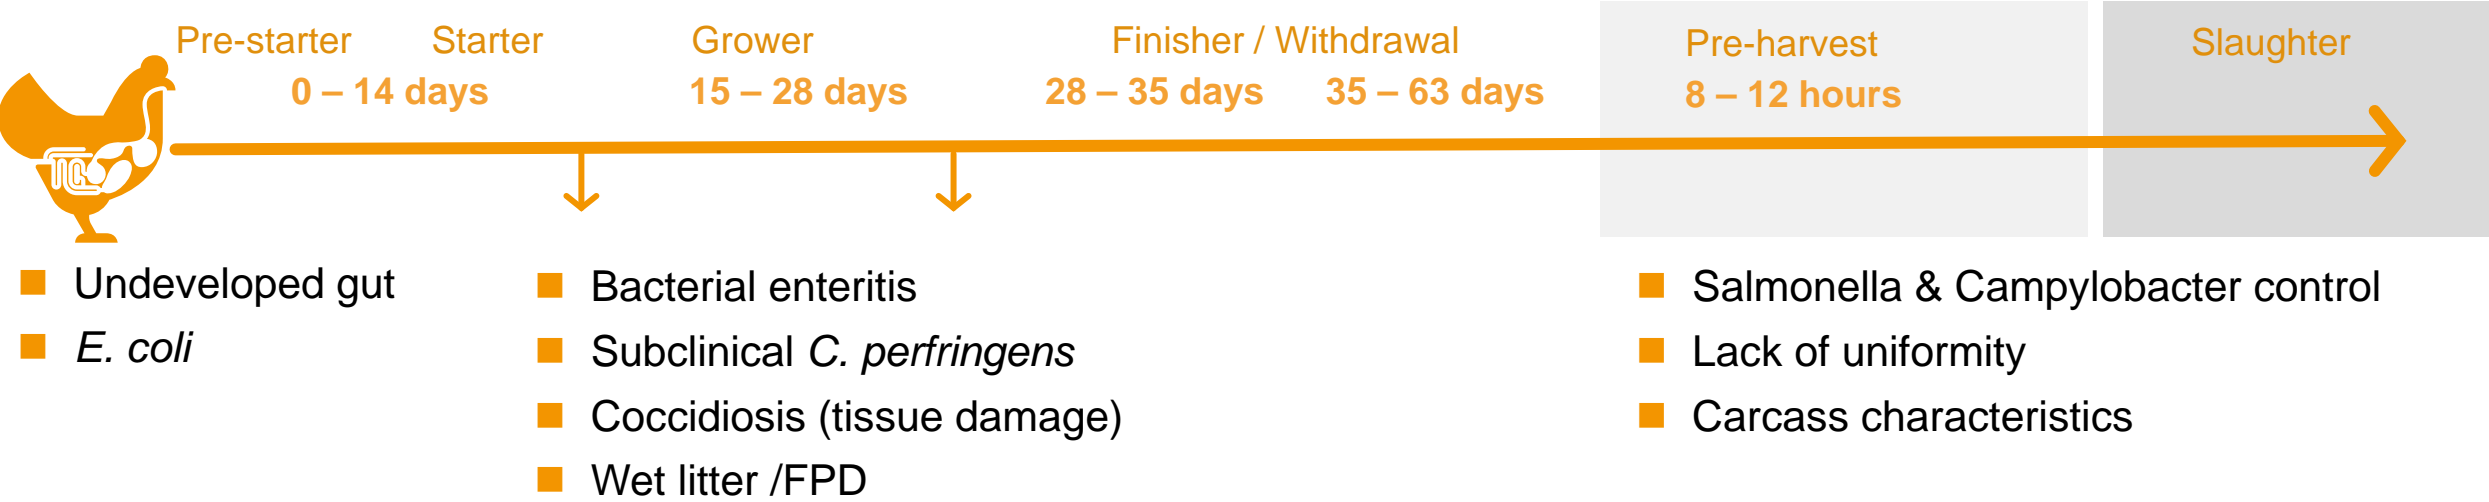 Pre-starter Starter Grower Finisher / Withdrawal Pre-harvest Slaughter
0 – 14 days 15 – 28 days 28 – 35 days 35 – 63 days 8 – 12 hours
Undeveloped gut
E. coli
Bacterial enteritis
Subclinical C. perfringens
Coccidiosis (tissue damage)
Wet litter /FPD
Salmonella & Campylobacter control
Lack of uniformity
Carcass characteristics